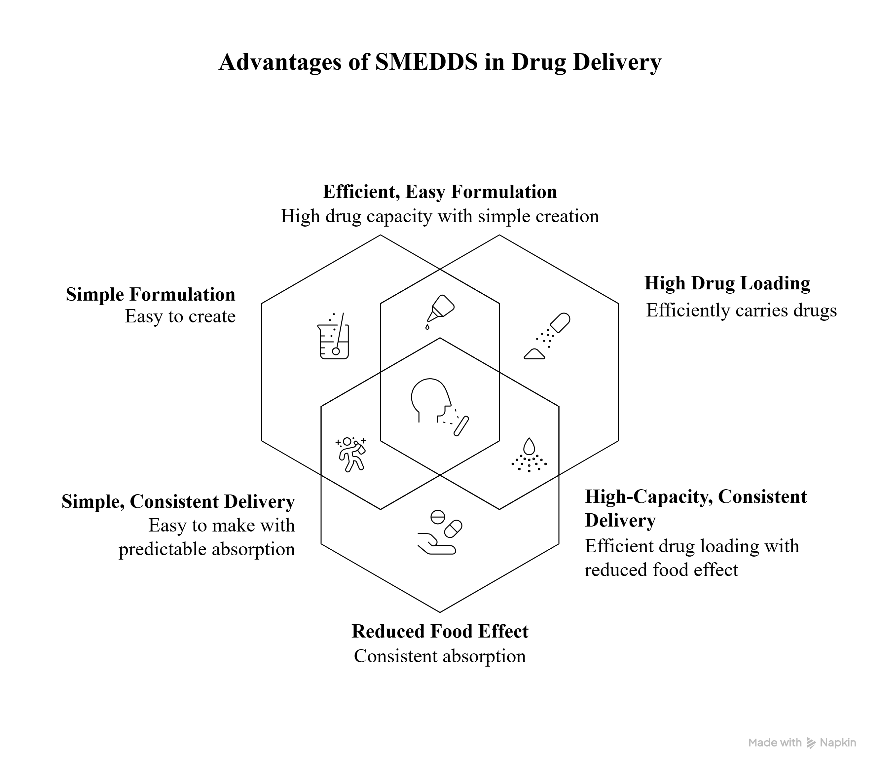 Advantages of SMEDDS in Drug Delivery
Efficient, Easy Formulation
High drug capacity with simple creation
Simple Formulation
Easy to create
High Drug Loading
Efficiently carries drugs
Simple, Consistent Delivery
Easy to make with
predictable absorption
High-Capacity, Consistent
Delivery
Efficient drug loading with
reduced food effect
Reduced Food Effect
Consistent absorption
Made with Napkin